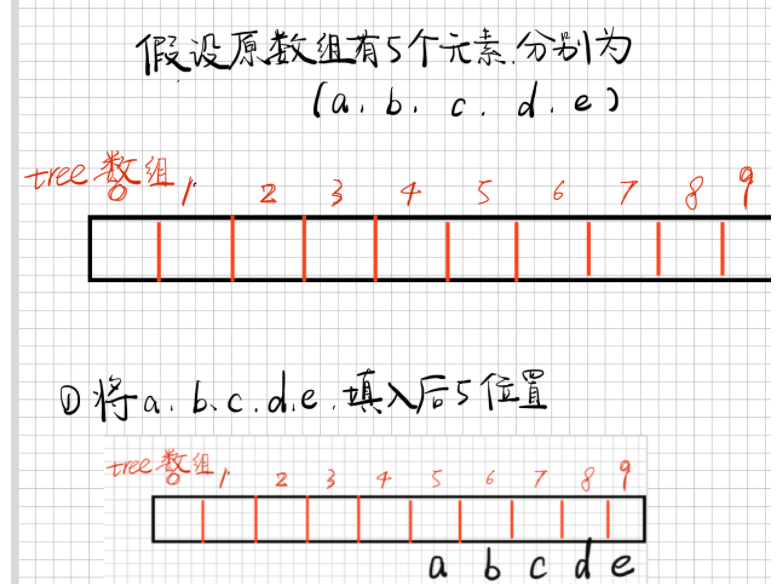 假设原数组有5个元素.分别为
(a. b. c. d. e)
tree数组
0 1 2 3 4 5 6 7 8 9
①将a. b. c. d. e. 填入后5位置
tree数组
0 1 2 3 4 5 6 7 8 9
a b c d e